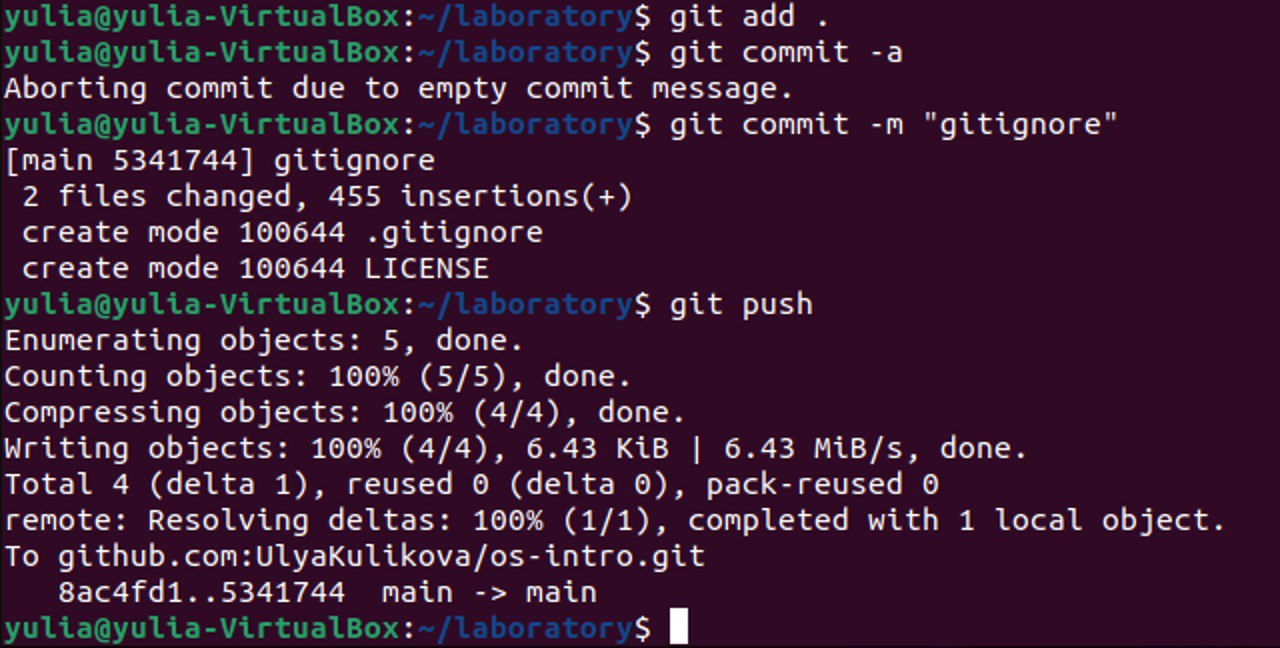 yulia@yulia-VirtualBox:~/laboratory$ git add .
yulia@yulia-VirtualBox:~/laboratory$ git commit -a
Aborting commit due to empty commit message.
yulia@yulia-VirtualBox:~/laboratory$ git commit -m "gitignore"
[main 5341744] gitignore
 2 files changed, 455 insertions(+)
 create mode 100644 .gitignore
 create mode 100644 LICENSE
yulia@yulia-VirtualBox:~/laboratory$ git push
Enumerating objects: 5, done.
Counting objects: 100% (5/5), done.
Compressing objects: 100% (4/4), done.
Writing objects: 100% (4/4), 6.43 KiB | 6.43 MiB/s, done.
Total 4 (delta 1), reused 0 (delta 0), pack-reused 0
remote: Resolving deltas: 100% (1/1), completed with 1 local object.
To github.com:UlyaKulikova/os-intro.git
   8ac4fd1..5341744  main -> main
yulia@yulia-VirtualBox:~/laboratory$